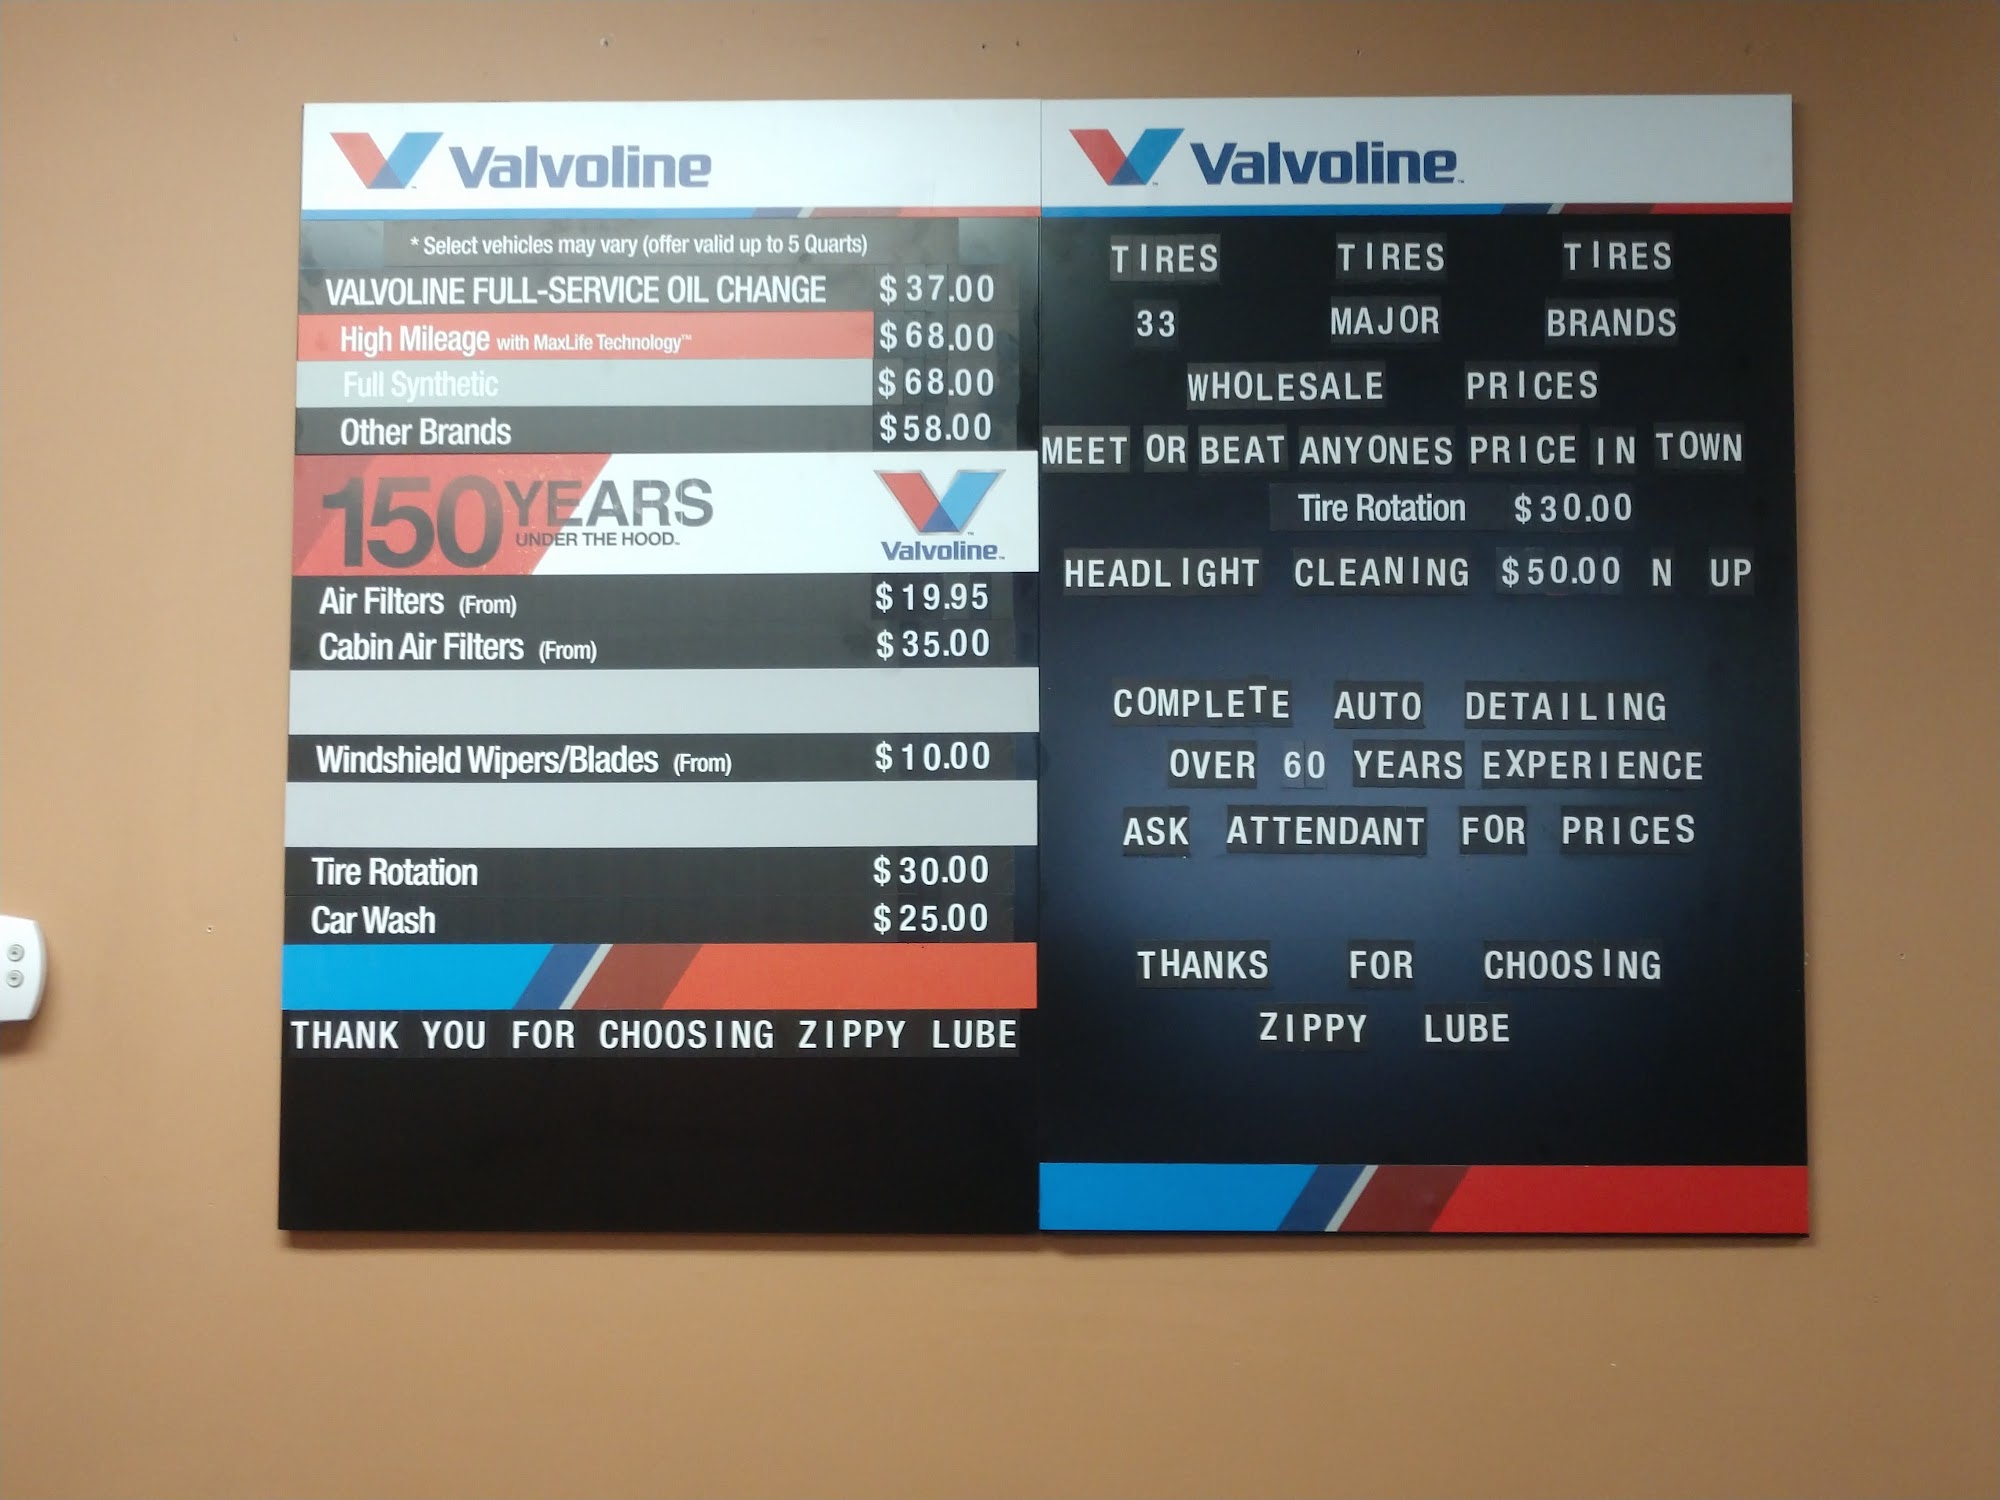 Valvoline
* Select vehicles may vary (offer valid up to 5 Quarts)
VALVOLINE FULL-SERVICE OIL CHANGE $37.00
High Mileage with MaxLife Technology™ $68.00
Full Synthetic $68.00
Other Brands $58.00
150 YEARS
UNDER THE HOOD™
Valvoline™
Air Filters (From) $19.95
Cabin Air Filters (From) $35.00
Windshield Wipers/Blades (From) $10.00
Tire Rotation $30.00
Car Wash $25.00
THANK YOU FOR CHOOSING ZIPPY LUBE
Valvoline™
TIRES TIRES TIRES
33 MAJOR BRANDS
WHOLESALE PRICES
MEET OR BEAT ANYONES PRICE IN TOWN
Tire Rotation $30.00
HEADLIGHT CLEANING $50.00 N UP
COMPLETE AUTO DETAILING
OVER 60 YEARS EXPERIENCE
ASK ATTENDANT FOR PRICES
THANKS FOR CHOOSING
ZIPPY LUBE